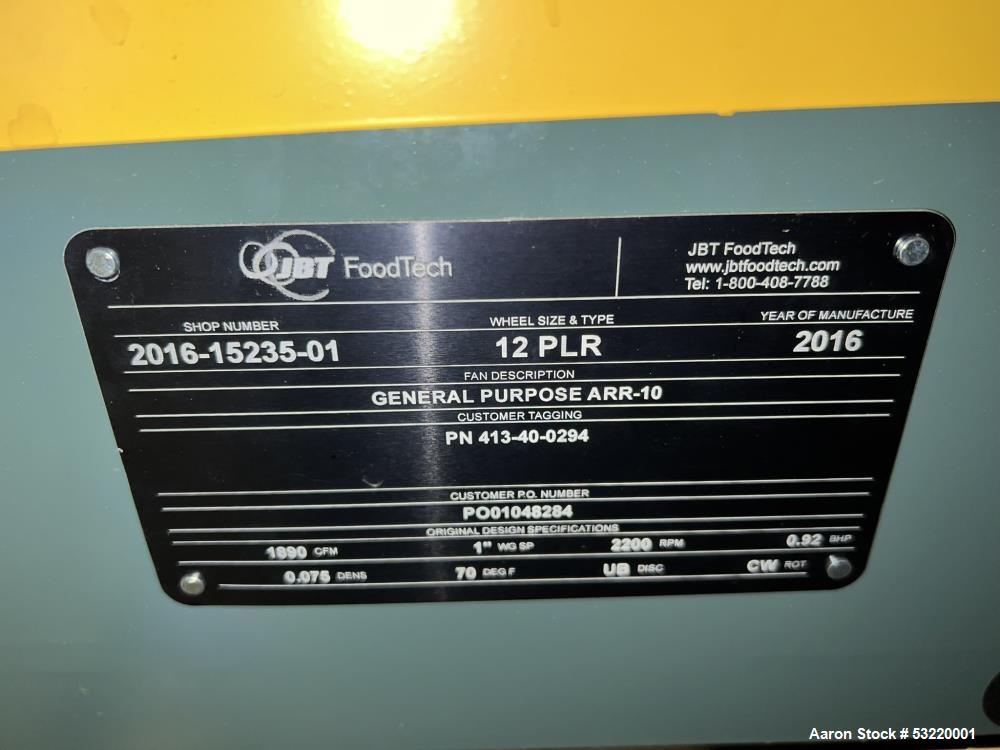 JBT FoodTech
JBT FoodTech
www.jbtfoodtech.com
Tel: 1-800-408-7788
SHOP NUMBER WHEEL SIZE & TYPE YEAR OF MANUFACTURE
2016-15235-01 12 PLR 2016
FAN DESCRIPTION
GENERAL PURPOSE ARR-10
CUSTOMER TAGGING
PN 413-40-0294
CUSTOMER P.O. NUMBER
PO01048284
ORIGINAL DESIGN SPECIFICATIONS
1890 CFM 1" WG SP 2200 RPM 0.92 BHP
0.075 DENS 70 DEG F UB DISC CW ROT
Aaron Stock # 53220001